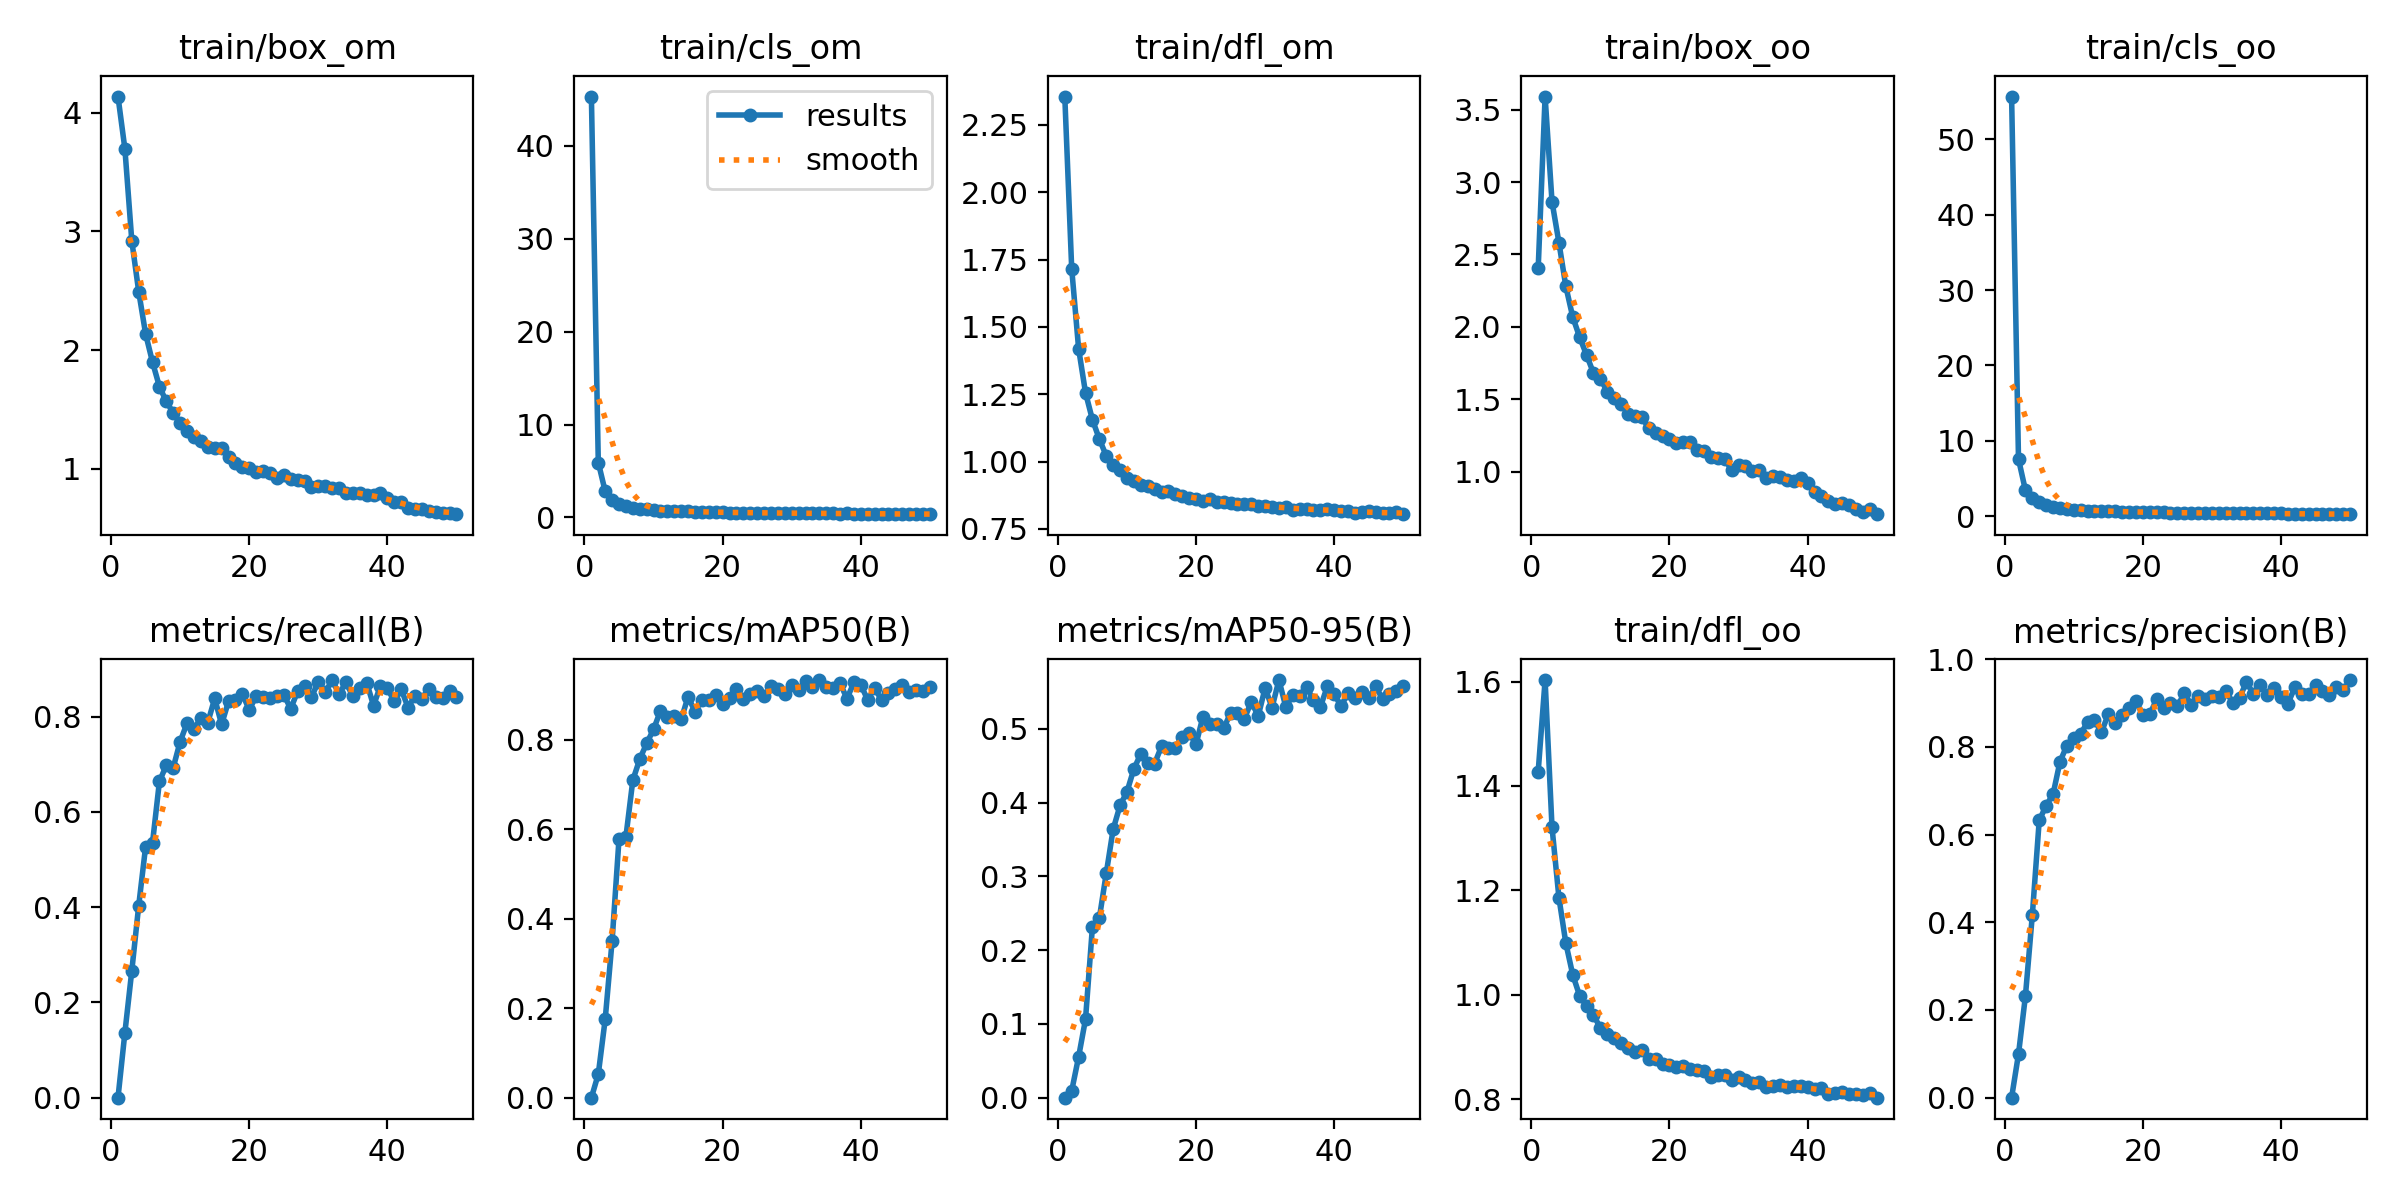 train/box_om
4
3
2
1
0 20 40
train/cls_om
results
smooth
40
30
20
10
0
0 20 40
train/dfl_om
2.25
2.00
1.75
1.50
1.25
1.00
0.75
0 20 40
train/box_oo
3.5
3.0
2.5
2.0
1.5
1.0
0 20 40
train/cls_oo
50
40
30
20
10
0
0 20 40
metrics/recall(B)
0.8
0.6
0.4
0.2
0.0
0 20 40
metrics/mAP50(B)
0.8
0.6
0.4
0.2
0.0
0 20 40
metrics/mAP50-95(B)
0.5
0.4
0.3
0.2
0.1
0.0
0 20 40
train/dfl_oo
1.6
1.4
1.2
1.0
0.8
0 20 40
metrics/precision(B)
1.0
0.8
0.6
0.4
0.2
0.0
0 20 40